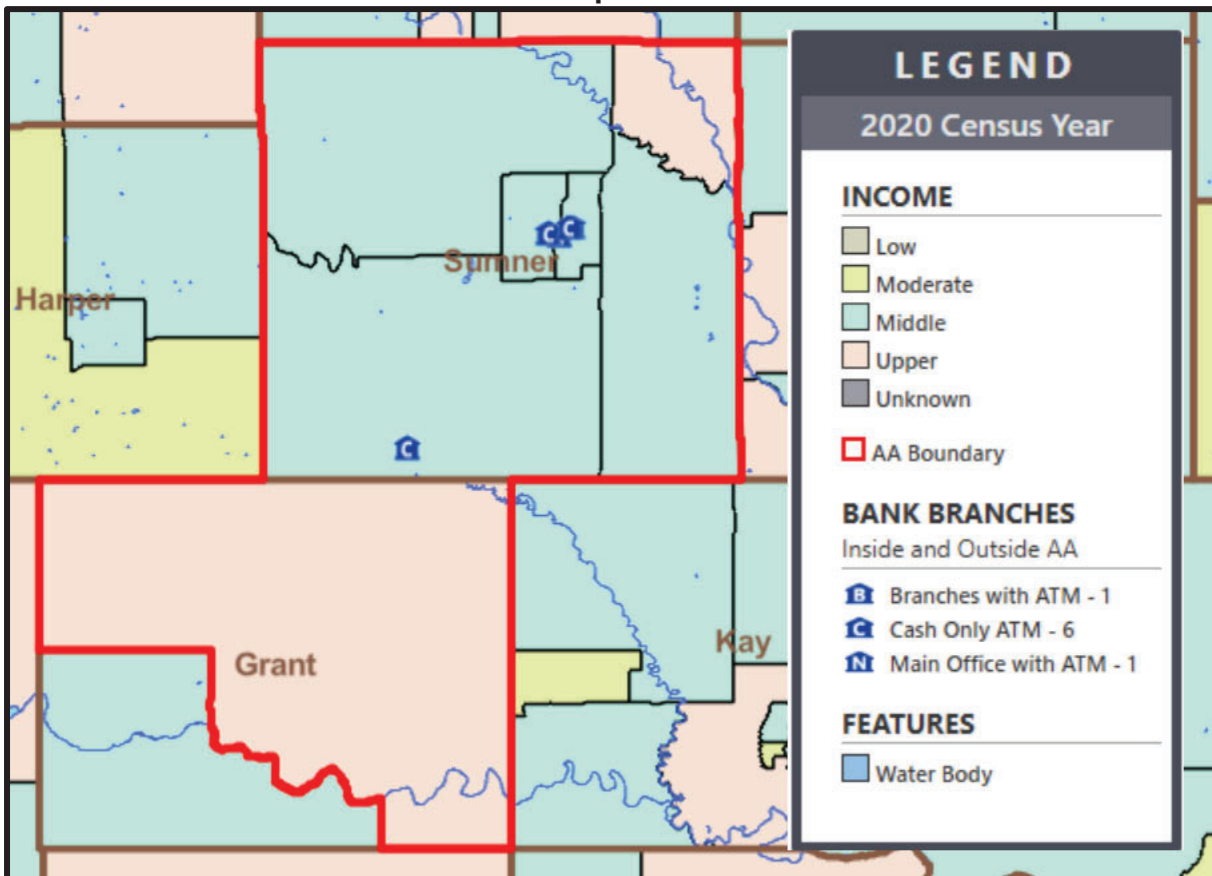 Harper
Sumner
Grant
Kay
C
C
C
LEGEND
2020 Census Year
INCOME
Low
Moderate
Middle
Upper
Unknown
AA Boundary
BANK BRANCHES
Inside and Outside AA
B Branches with ATM - 1
C Cash Only ATM - 6
N Main Office with ATM - 1
FEATURES
Water Body